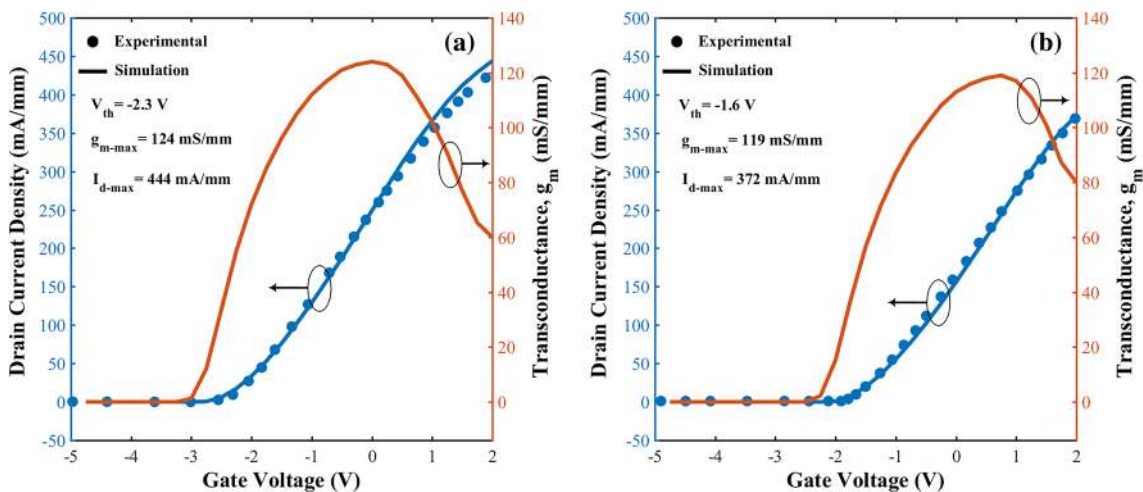 (a)
Experimental
Simulation
V_th = -2.3 V
g_m-max = 124 mS/mm
I_d-max = 444 mA/mm
Drain Current Density (mA/mm)
500
450
400
350
300
250
200
150
100
50
0
-50
-5 -4 -3 -2 -1 0 1 2
Gate Voltage (V)
140
120
100
80
60
40
20
0
Transconductance, g_m (mS/mm)
(b)
Experimental
Simulation
V_th = -1.6 V
g_m-max = 119 mS/mm
I_d-max = 372 mA/mm
Drain Current Density (mA/mm)
500
450
400
350
300
250
200
150
100
50
0
-50
-5 -4 -3 -2 -1 0 1 2
Gate Voltage (V)
140
120
100
80
60
40
20
0
Transconductance, g_m (mS/mm)